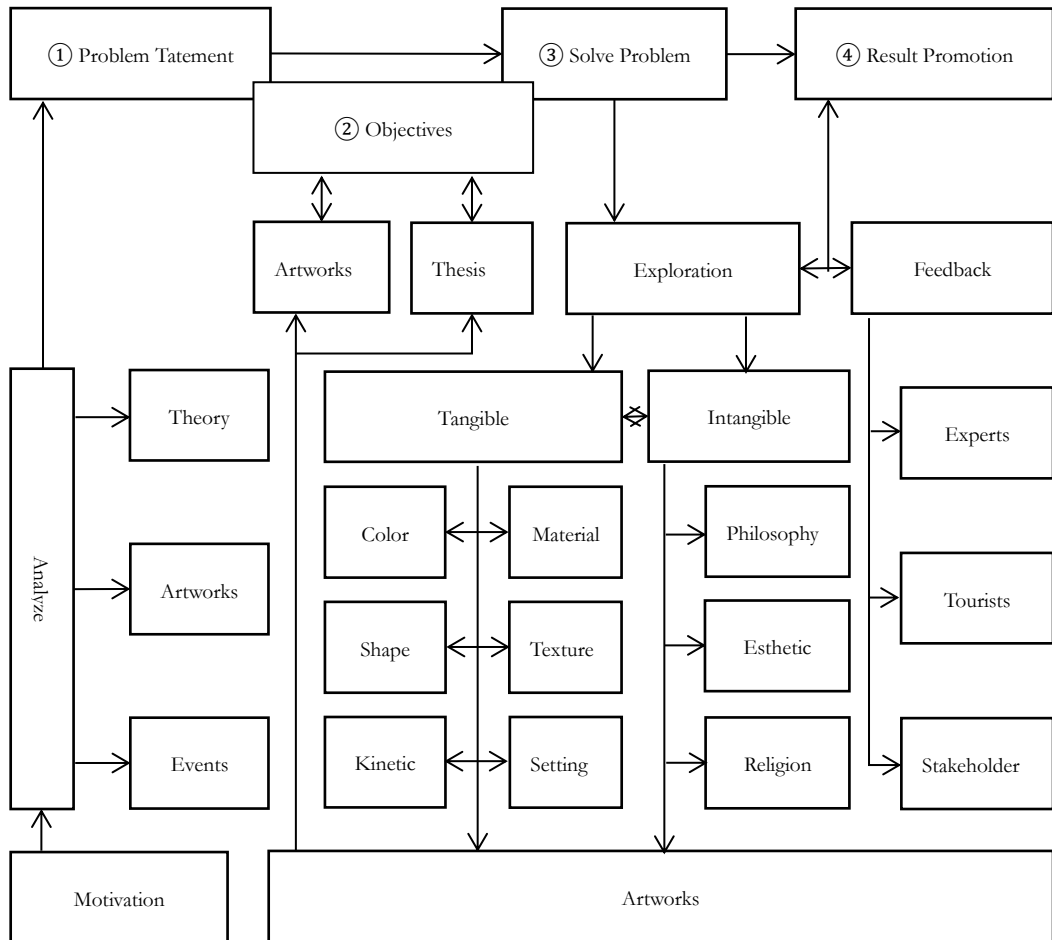 ① Problem Tatement
③ Solve Problem
④ Result Promotion
② Objectives
Artworks
Thesis
Exploration
Feedback
Theory
Tangible
Intangible
Experts
Color
Material
Philosophy
Analyze
Artworks
Tourists
Shape
Texture
Esthetic
Events
Kinetic
Setting
Religion
Stakeholder
Motivation
Artworks